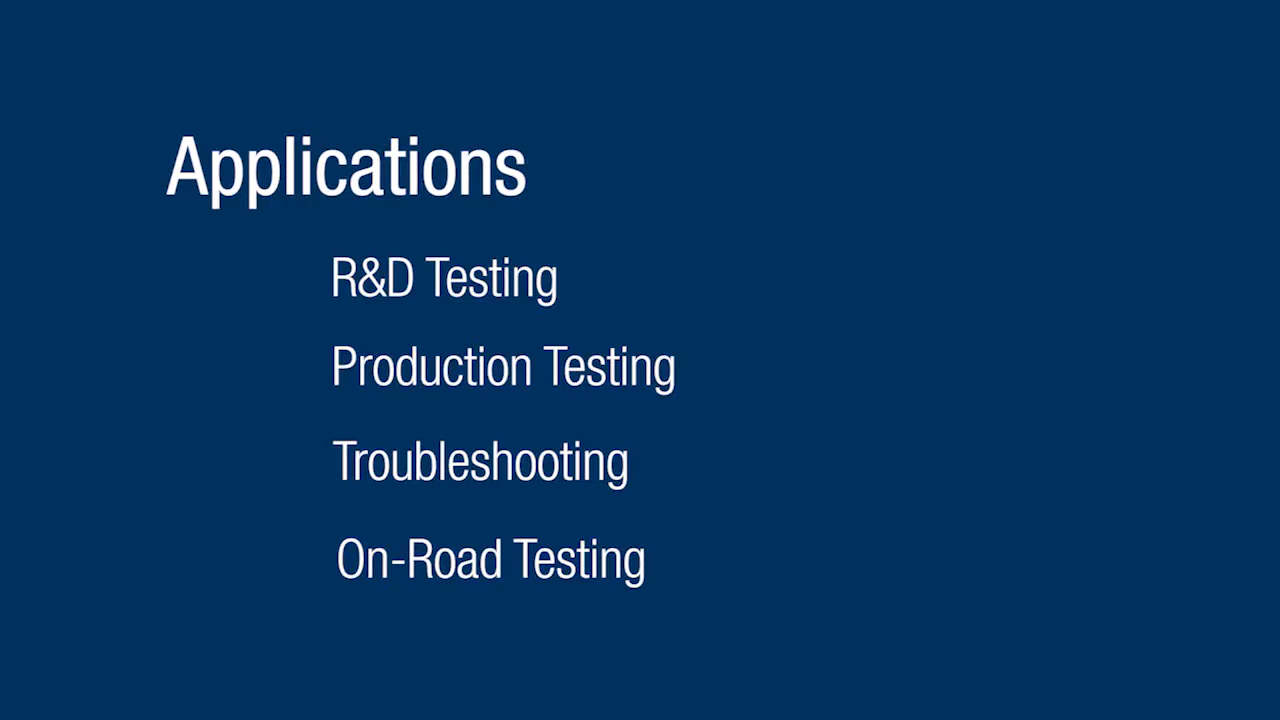 Applications
R&D Testing
Production Testing
Troubleshooting
On-Road Testing